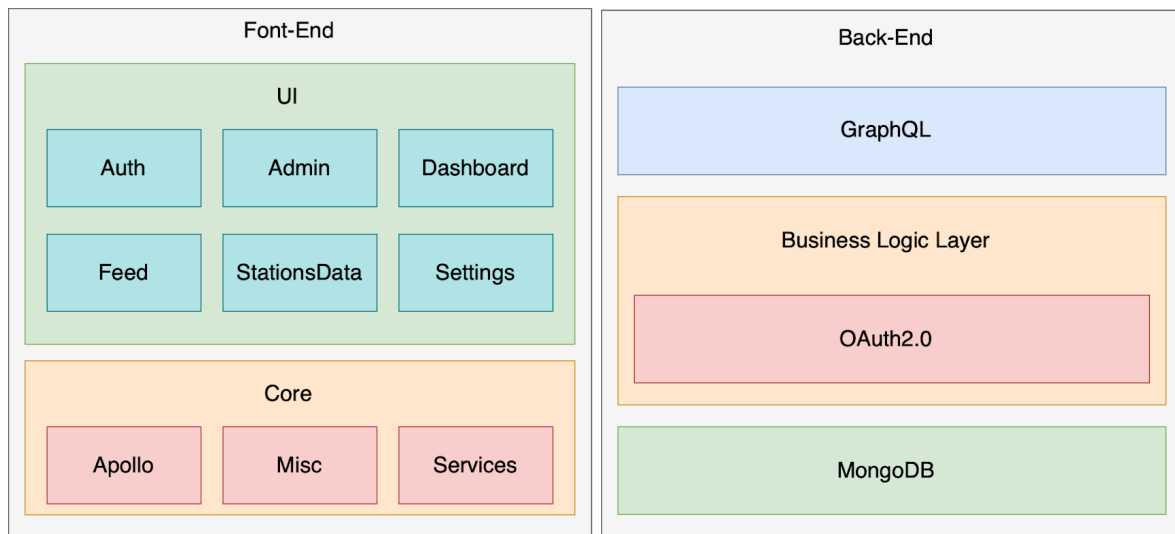 Font-End
UI
Auth
Admin
Dashboard
Feed
StationsData
Settings
Core
Apollo
Misc
Services
Back-End
GraphQL
Business Logic Layer
OAuth2.0
MongoDB